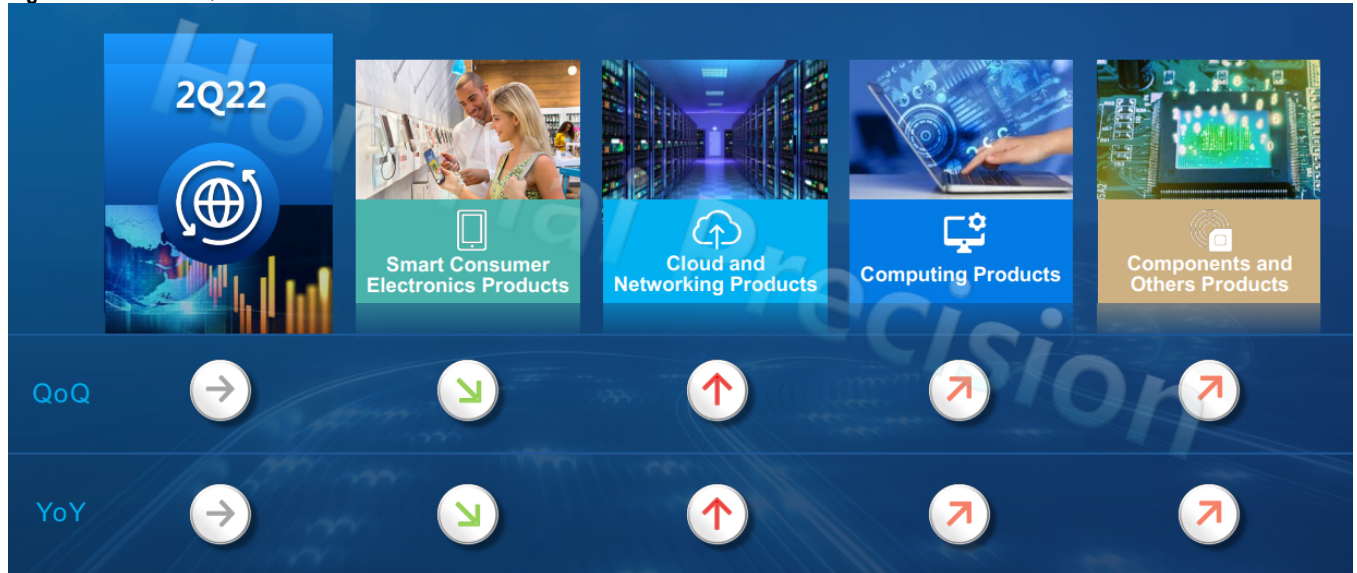 2Q22
Smart Consumer
Electronics Products
Cloud and
Networking Products
Computing Products
Components and
Others Products
QoQ
YoY
Hon Hai Precision